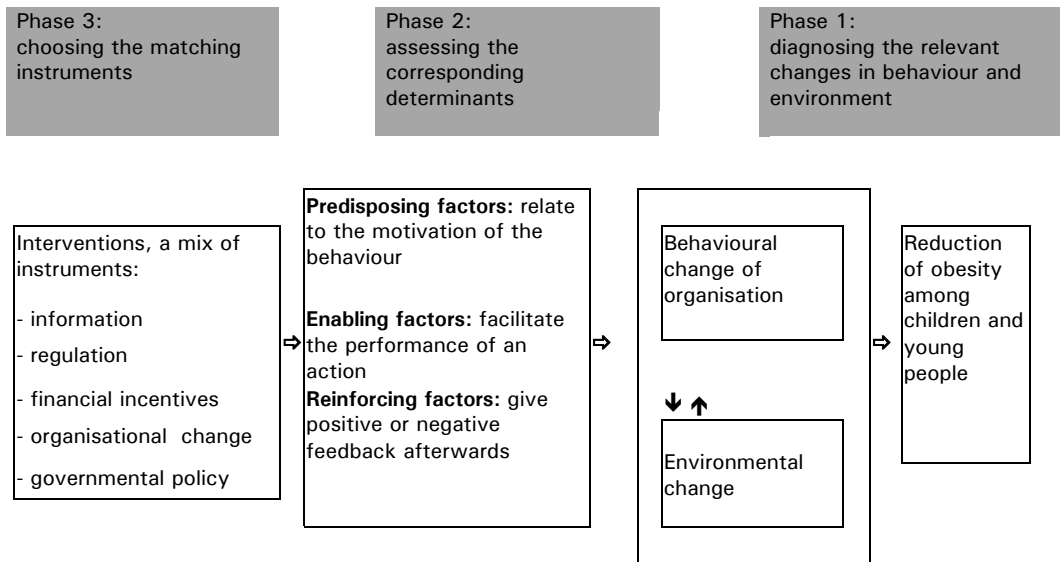 Phase 3:
choosing the matching
instruments
Phase 2:
assessing the
corresponding
determinants
Phase 1:
diagnosing the relevant
changes in behaviour and
environment
Interventions, a mix of
instruments:
- information
- regulation
- financial incentives
- organisational change
- governmental policy
⇨
Predisposing factors: relate
to the motivation of the
behaviour
Enabling factors: facilitate
the performance of an
action
Reinforcing factors: give
positive or negative
feedback afterwards
⇨
Behavioural
change of
organisation
Environmental
change
⇨
Reduction
of obesity
among
children and
young
people